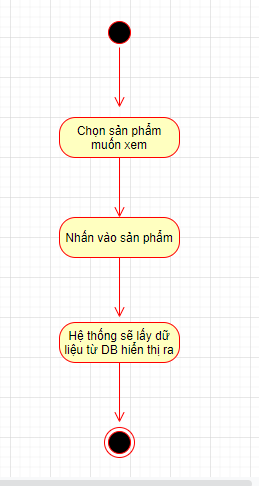 Chọn sản phẩm
muốn xem
Nhấn vào sản phẩm
Hệ thống sẽ lấy dữ
liệu từ DB hiển thị ra